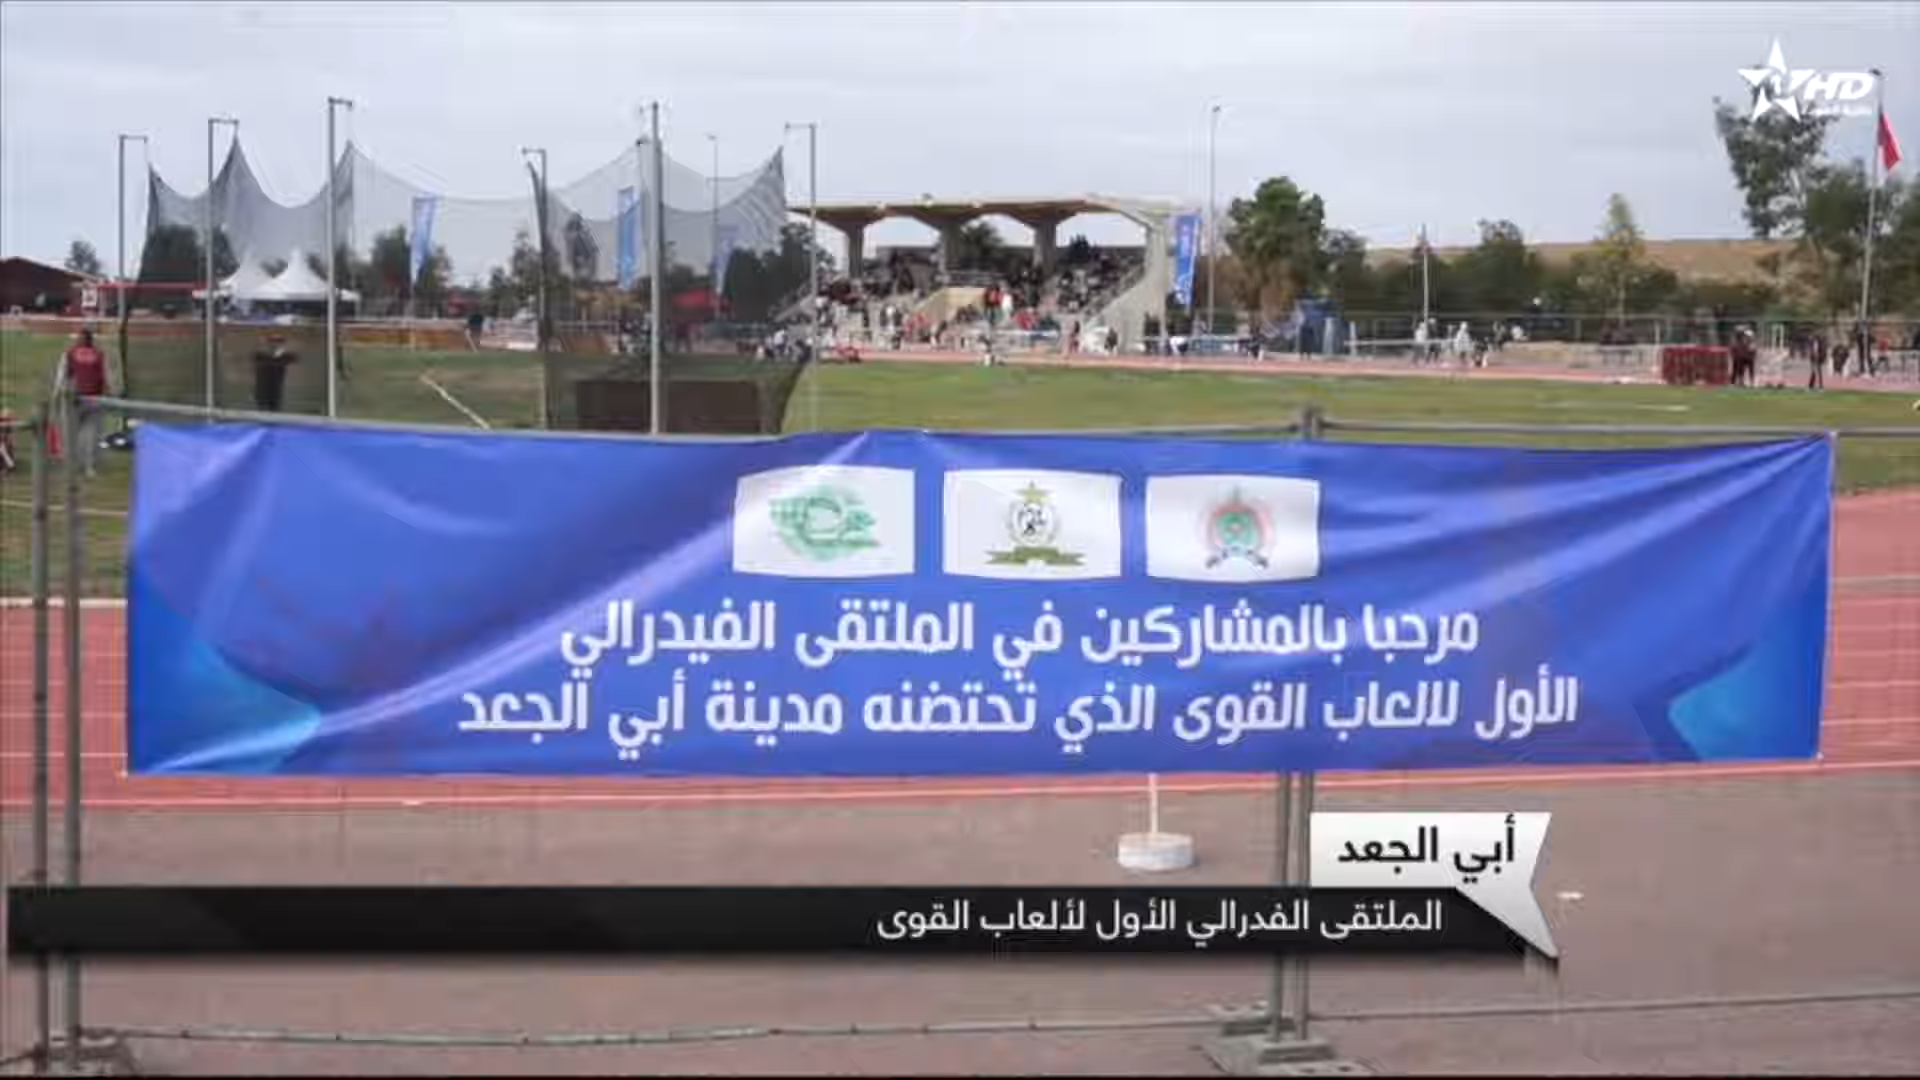 HD
مرحبا بالمشاركين في الملتقى الفيدرالي
الأول لالعاب القوى الذي تحتضنه مدينة أبي الجعد
أبي الجعد
الملتقى الفدرالي الأول لألعاب القوى